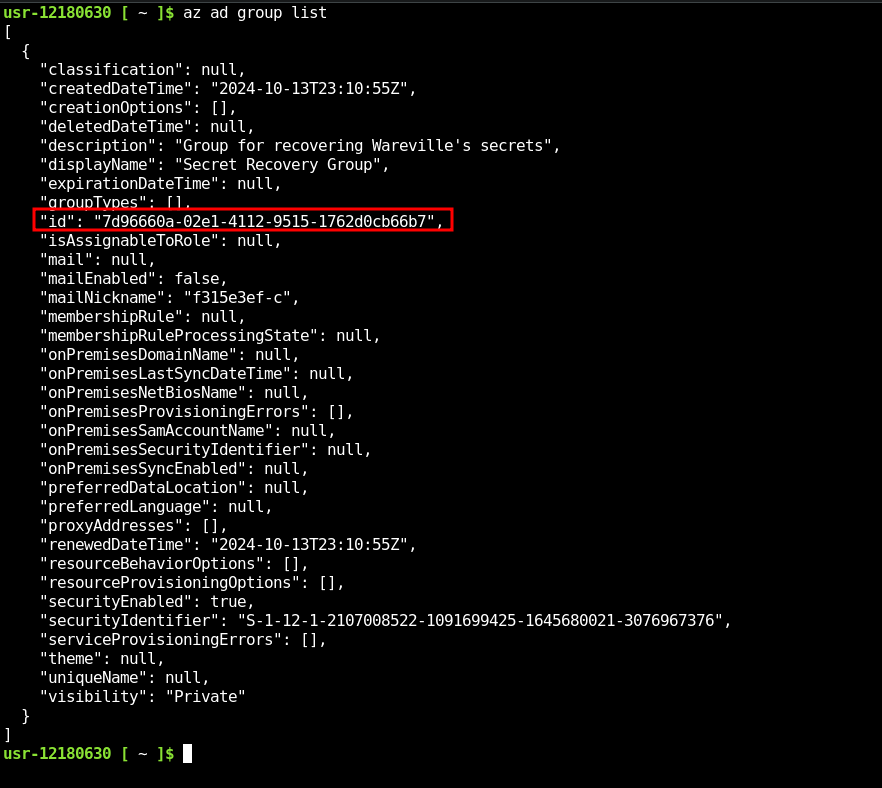 usr-12180630 [ ~ ]$ az ad group list
[
  {
    "classification": null,
    "createdDateTime": "2024-10-13T23:10:55Z",
    "creationOptions": [],
    "deletedDateTime": null,
    "description": "Group for recovering Wareville's secrets",
    "displayName": "Secret Recovery Group",
    "expirationDateTime": null,
    "groupTypes": [],
    "id": "7d96660a-02e1-4112-9515-1762d0cb66b7",
    "isAssignableToRole": null,
    "mail": null,
    "mailEnabled": false,
    "mailNickname": "f315e3ef-c",
    "membershipRule": null,
    "membershipRuleProcessingState": null,
    "onPremisesDomainName": null,
    "onPremisesLastSyncDateTime": null,
    "onPremisesNetBiosName": null,
    "onPremisesProvisioningErrors": [],
    "onPremisesSamAccountName": null,
    "onPremisesSecurityIdentifier": null,
    "onPremisesSyncEnabled": null,
    "preferredDataLocation": null,
    "preferredLanguage": null,
    "proxyAddresses": [],
    "renewedDateTime": "2024-10-13T23:10:55Z",
    "resourceBehaviorOptions": [],
    "resourceProvisioningOptions": [],
    "securityEnabled": true,
    "securityIdentifier": "S-1-12-1-2107008522-1091699425-1645680021-3076967376",
    "serviceProvisioningErrors": [],
    "theme": null,
    "uniqueName": null,
    "visibility": "Private"
  }
]
usr-12180630 [ ~ ]$